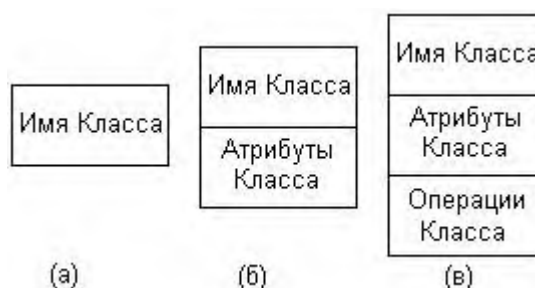 Имя Класса
(а)
Имя Класса
Атрибуты
Класса
(б)
Имя Класса
Атрибуты
Класса
Операции
Класса
(в)